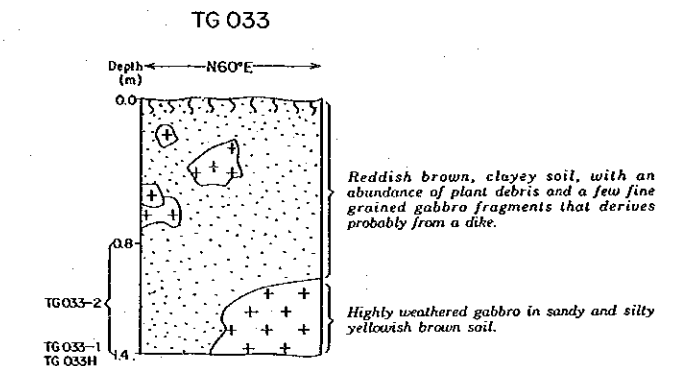 TG 033
Depth
(m)
N60°E
0.0
Reddish brown, clayey soil, with an
abundance of plant debris and a few fine
grained gabbro fragments that derives
probably from a dike.
0.8
TG033-2
Highly weathered gabbro in sandy and silty
yellowish brown soil.
TG033-1
TG 033H
1.4